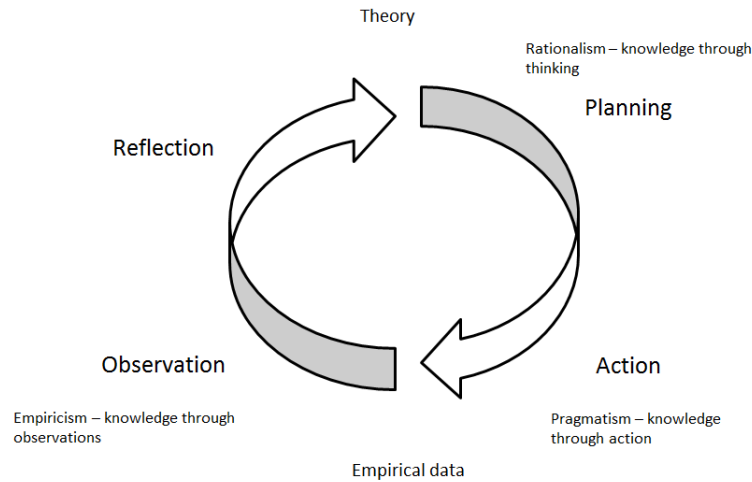 Theory
Rationalism – knowledge through
thinking
Planning
Reflection
Observation
Action
Empiricism – knowledge through
observations
Pragmatism – knowledge
through action
Empirical data